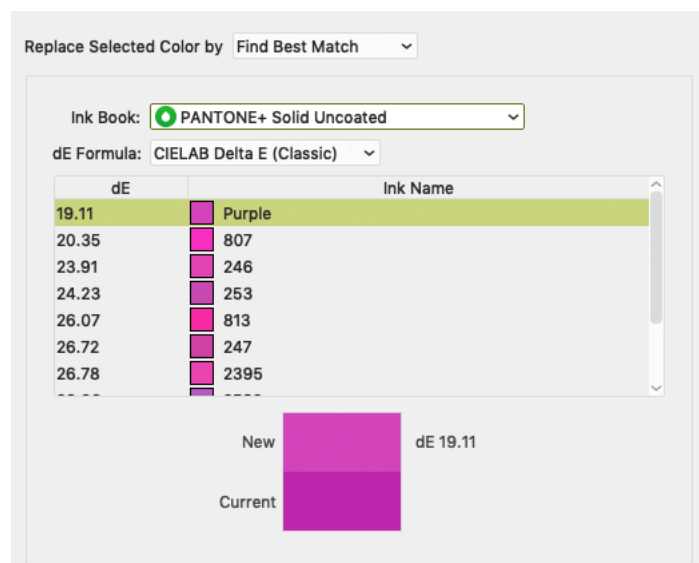 Replace Selected Color by Find Best Match
Ink Book: PANTONE+ Solid Uncoated
dE Formula: CIELAB Delta E (Classic)
dE Ink Name
19.11 Purple
20.35 807
23.91 246
24.23 253
26.07 813
26.72 247
26.78 2395
New dE 19.11
Current